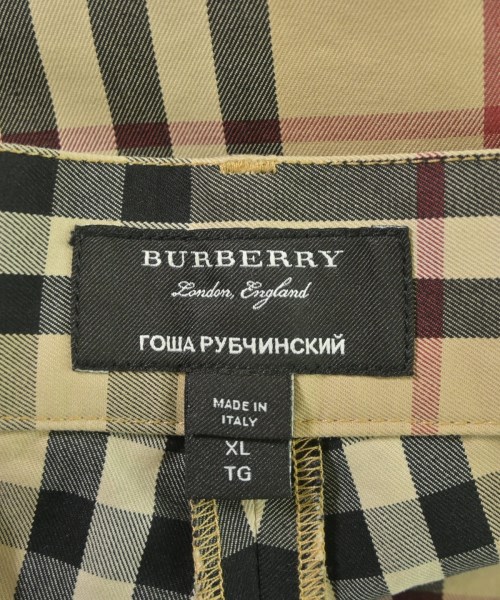 BURBERRY
London, England
ГОША РУБЧИНСКИЙ
MADE IN
ITALY
XL
TG